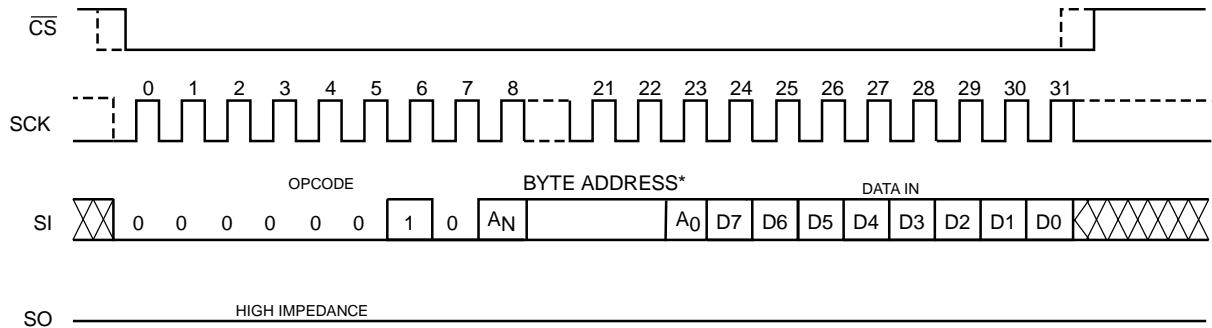 CS
0 1 2 3 4 5 6 7 8 21 22 23 24 25 26 27 28 29 30 31
SCK
OPCODE BYTE ADDRESS* DATA IN
SI 0 0 0 0 0 0 1 0 AN A0 D7 D6 D5 D4 D3 D2 D1 D0
HIGH IMPEDANCE
SO